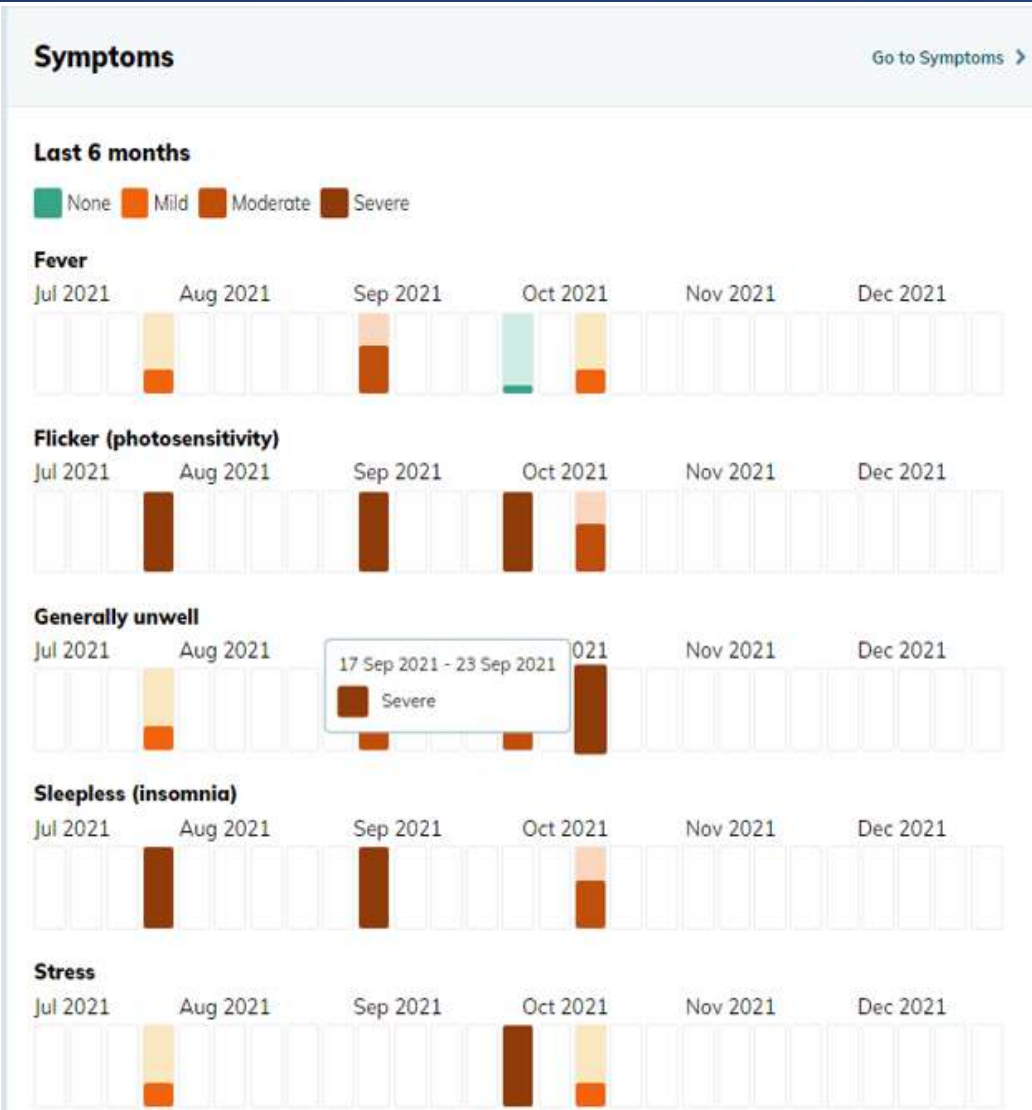 Symptoms
Go to Symptoms >
Last 6 months
None Mild Moderate Severe
Fever
Jul 2021 Aug 2021 Sep 2021 Oct 2021 Nov 2021 Dec 2021
Flicker (photosensitivity)
Jul 2021 Aug 2021 Sep 2021 Oct 2021 Nov 2021 Dec 2021
Generally unwell
Jul 2021 Aug 2021 021 Nov 2021 Dec 2021
17 Sep 2021 - 23 Sep 2021
Severe
Sleepless (insomnia)
Jul 2021 Aug 2021 Sep 2021 Oct 2021 Nov 2021 Dec 2021
Stress
Jul 2021 Aug 2021 Sep 2021 Oct 2021 Nov 2021 Dec 2021